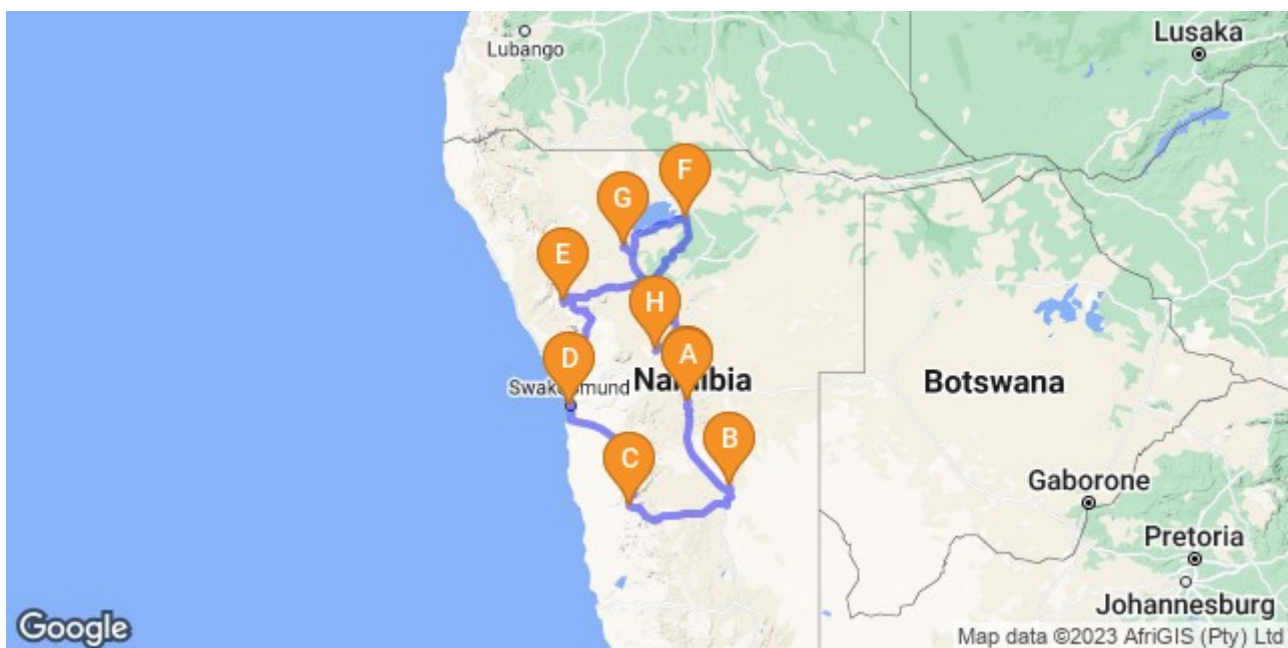 Lubango
Lusaka
F
G
E
H
D
A
Swakopmund
Namibia
Botswana
B
C
Gaborone
Pretoria
Johannesburg
Google
Map data ©2023 AfriGIS (Pty) Ltd